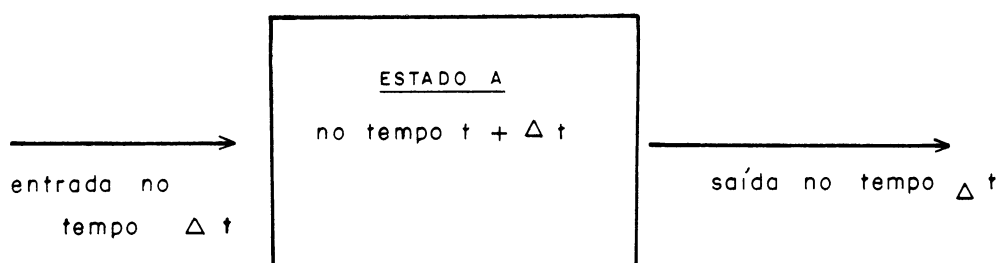 ESTADO A
no tempo t + Δ t
entrada no
tempo Δ t
saída no tempo Δ t